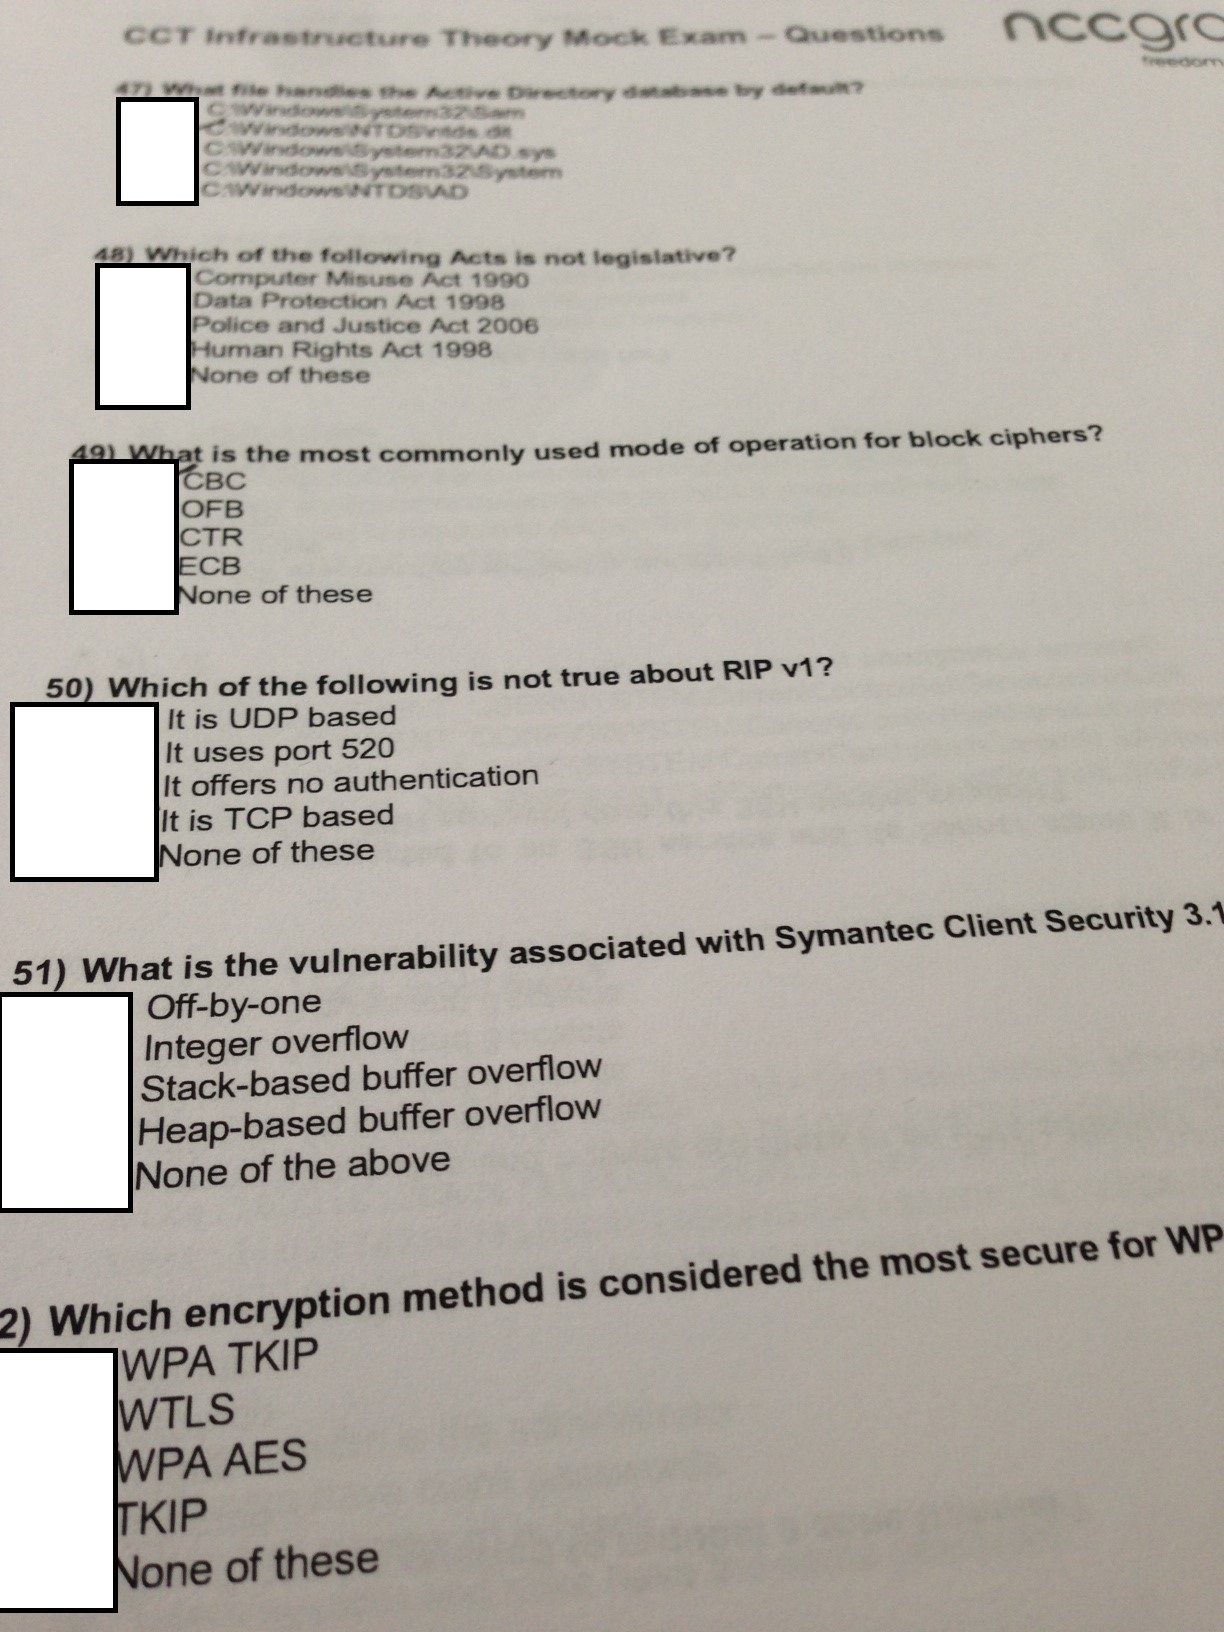 CCT Infrastructure Theory Mock Exam – Questions
nccgro
freedom
47) What file handles the Active Directory database by default?
C:\Windows\System32\Sam
C:\Windows\NTDS\ntds.dit
C:\Windows\System32\AD.sys
C:\Windows\System32\System
C:\Windows\NTDS\AD
48) Which of the following Acts is not legislative?
Computer Misuse Act 1990
Data Protection Act 1998
Police and Justice Act 2006
Human Rights Act 1998
None of these
49) What is the most commonly used mode of operation for block ciphers?
CBC
OFB
CTR
ECB
None of these
50) Which of the following is not true about RIP v1?
It is UDP based
It uses port 520
It offers no authentication
It is TCP based
None of these
51) What is the vulnerability associated with Symantec Client Security 3.1
Off-by-one
Integer overflow
Stack-based buffer overflow
Heap-based buffer overflow
None of the above
2) Which encryption method is considered the most secure for WP
WPA TKIP
WTLS
WPA AES
TKIP
None of these